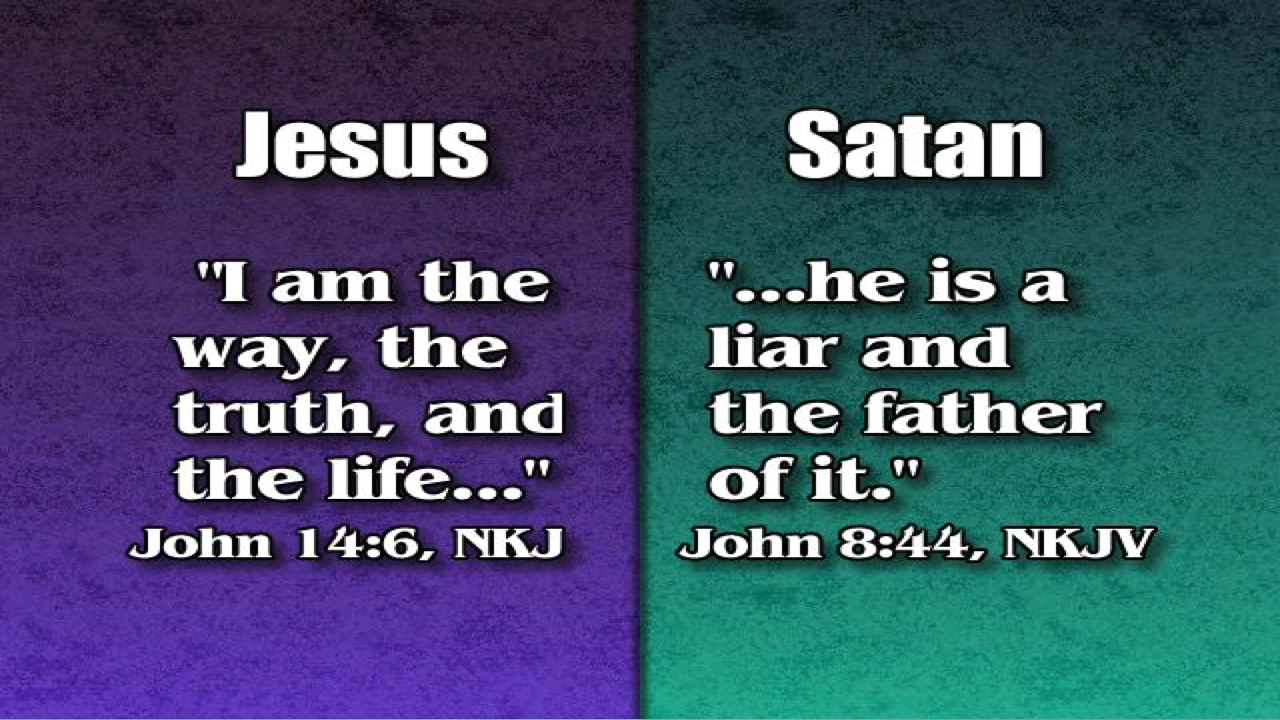 Jesus
"I am the
way, the
truth, and
the life..."
John 14:6, NKJ
Satan
"...he is a
liar and
the father
of it."
John 8:44, NKJV